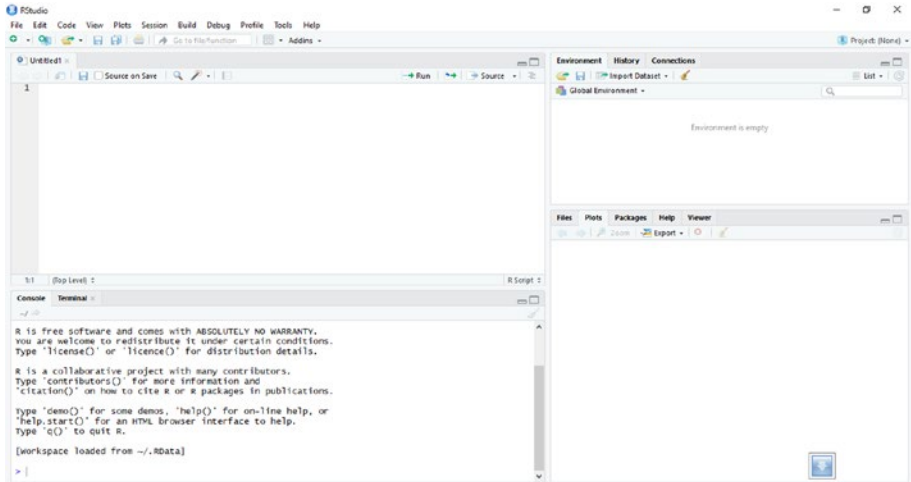 RStudio
File Edit Code View Plots Session Build Debug Profile Tools Help
Go to file/function Addins
Project: (None)
Untitled1
Source on Save Run Source
1
1:1 (Top Level) R Script
Console Terminal
~/
R is free software and comes with ABSOLUTELY NO WARRANTY.
You are welcome to redistribute it under certain conditions.
Type 'license()' or 'licence()' for distribution details.
R is a collaborative project with many contributors.
Type 'contributors()' for more information and
'citation()' on how to cite R or R packages in publications.
Type 'demo()' for some demos, 'help()' for on-line help, or
'help.start()' for an HTML browser interface to help.
Type 'q()' to quit R.
[Workspace loaded from ~/.RData]
>
Environment History Connections
Import Dataset List
Global Environment
Environment is empty
Files Plots Packages Help Viewer
Zoom Export